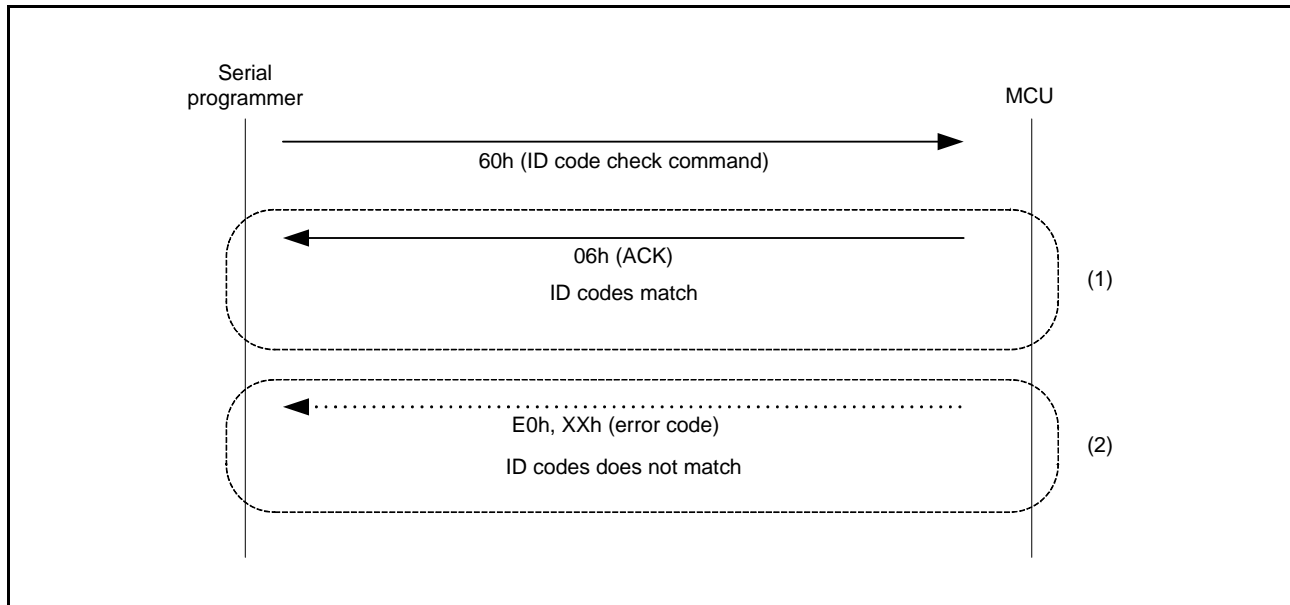 Serial
programmer
MCU
60h (ID code check command)
06h (ACK)
ID codes match
(1)
E0h, XXh (error code)
ID codes does not match
(2)